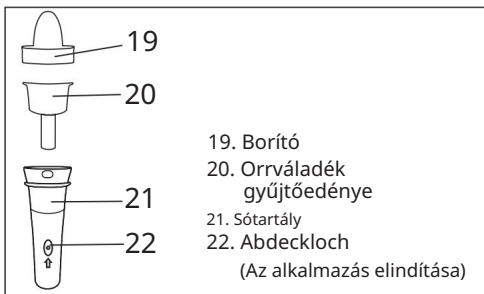 19
20
21
22
19. Borító
20. Orrváladék
gyűjtőedénye
21. Sótartály
22. Abdeckloch
(Az alkalmazás elindítása)